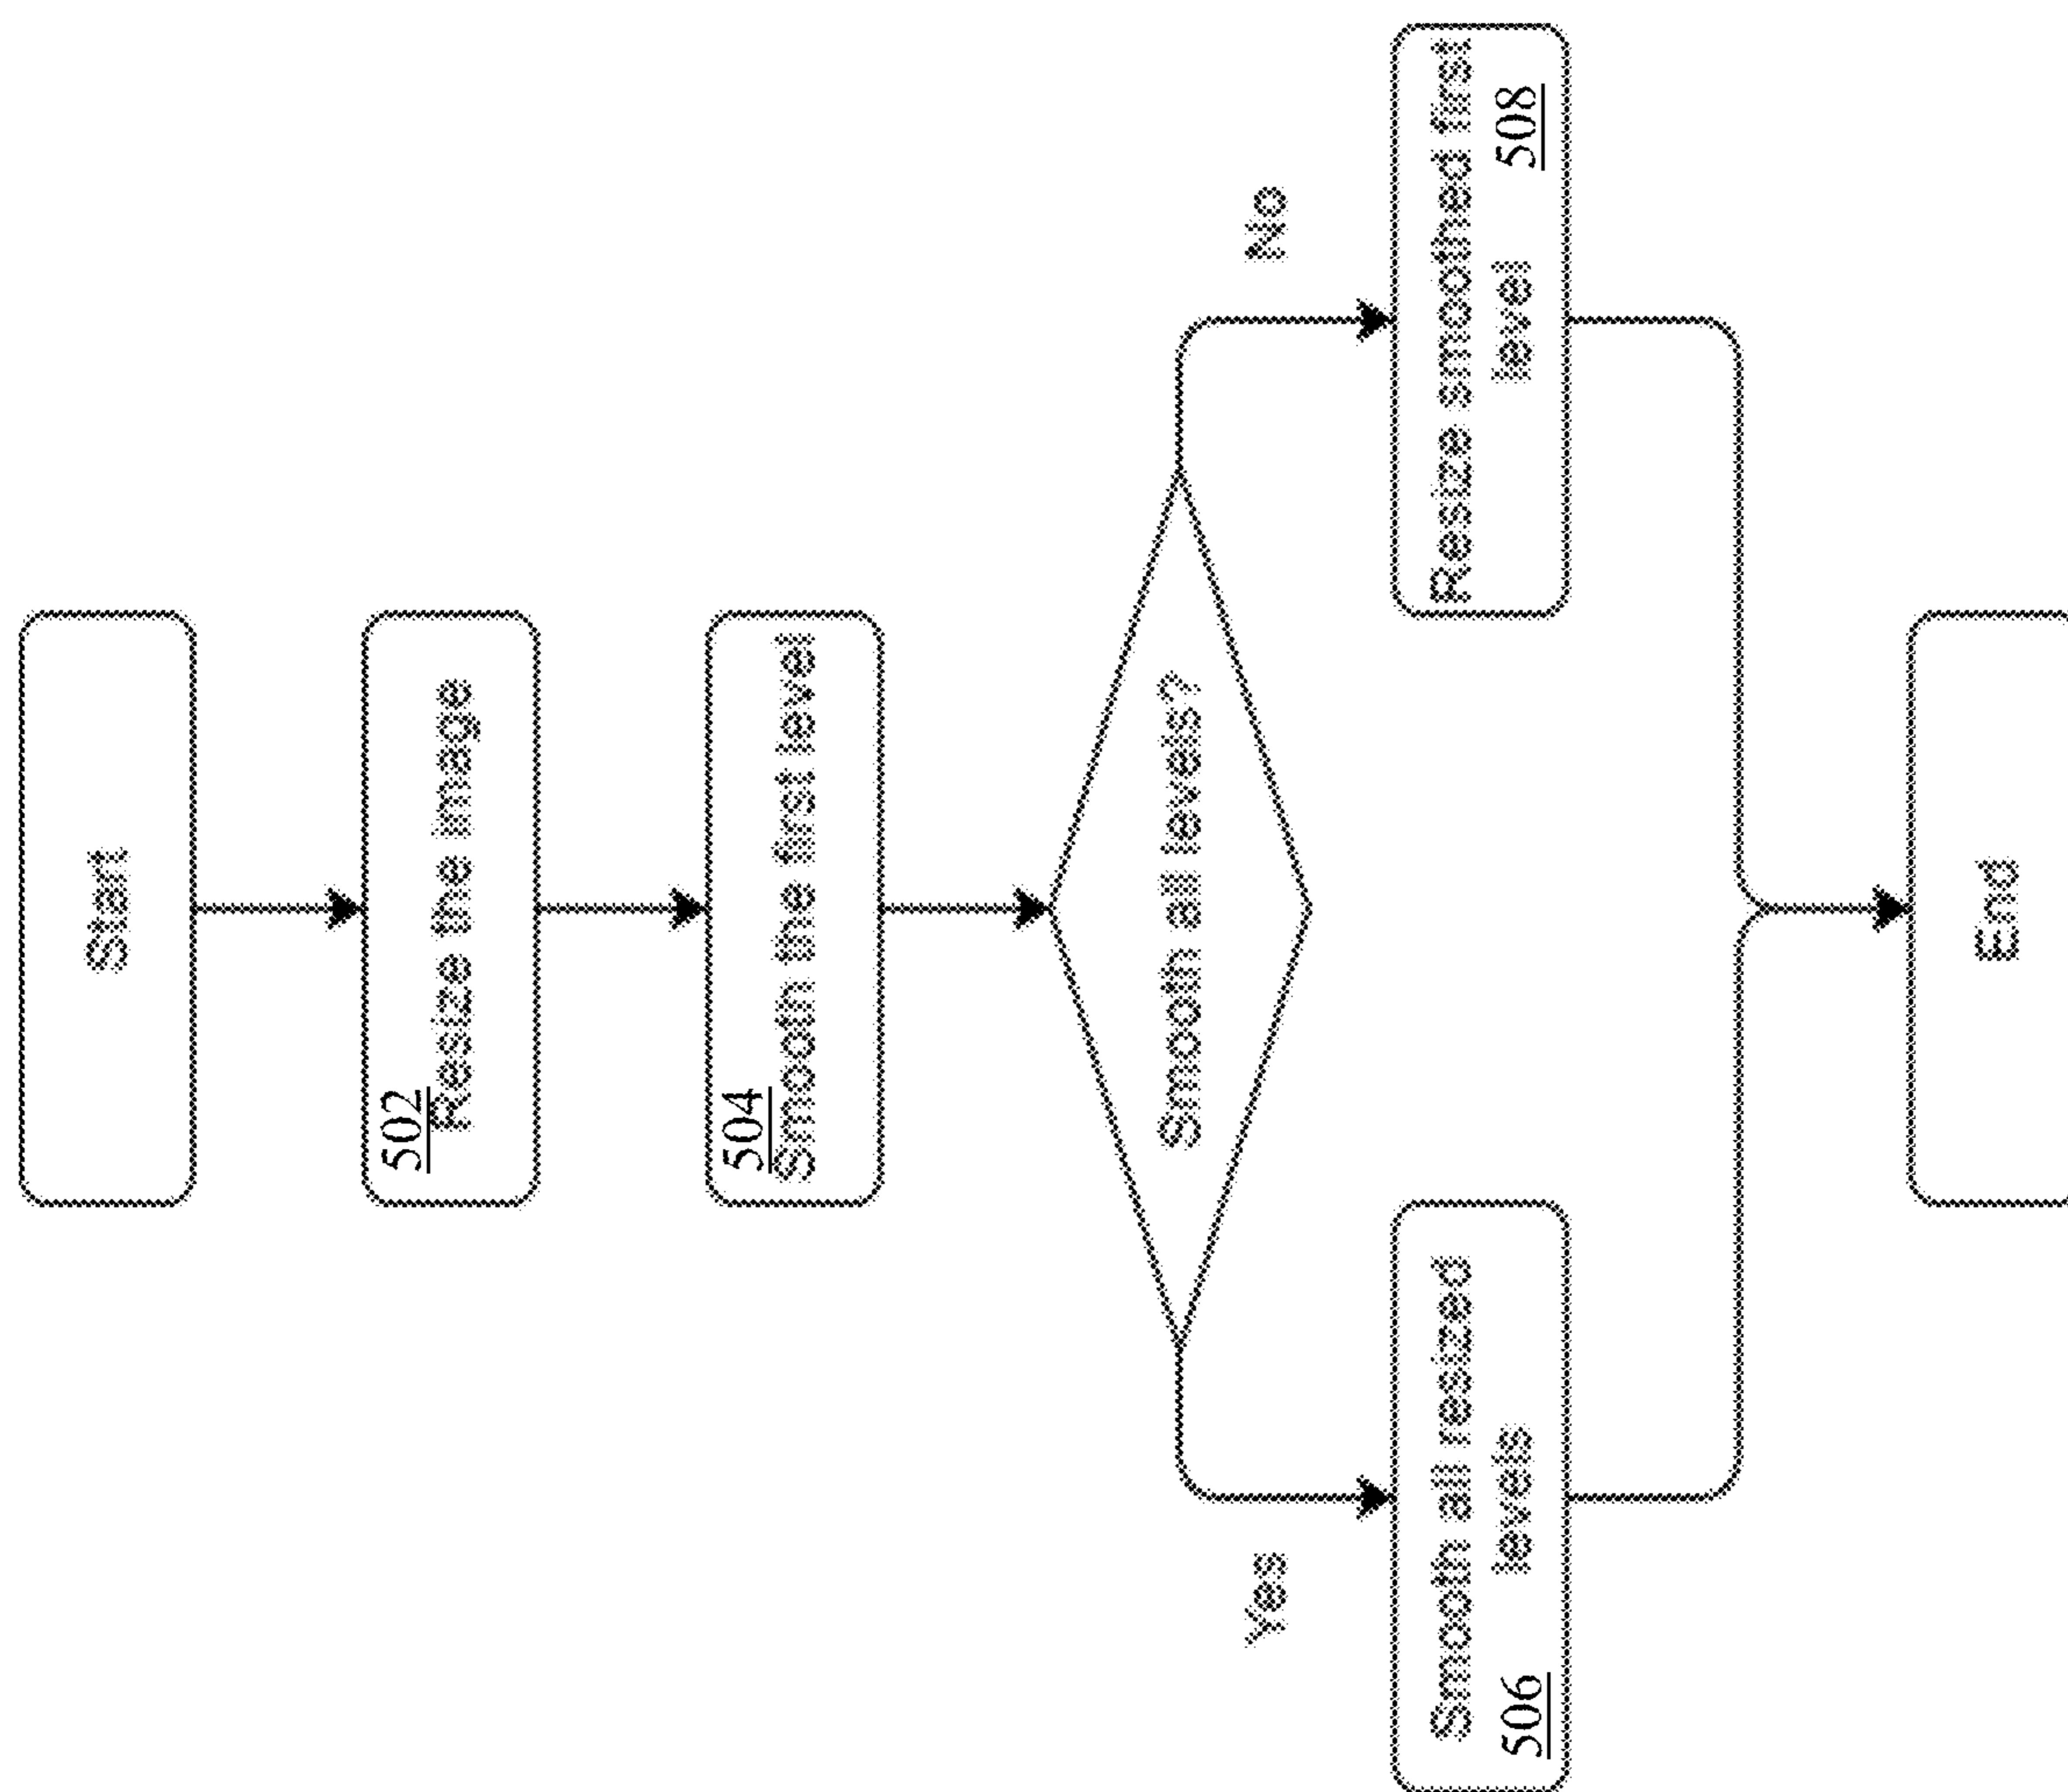 Start
502
Resize the image
504
Smooth the first level
Smooth all levels?
Yes
No
Smooth all resized
levels
506
Resize smoothed first
level 508
End